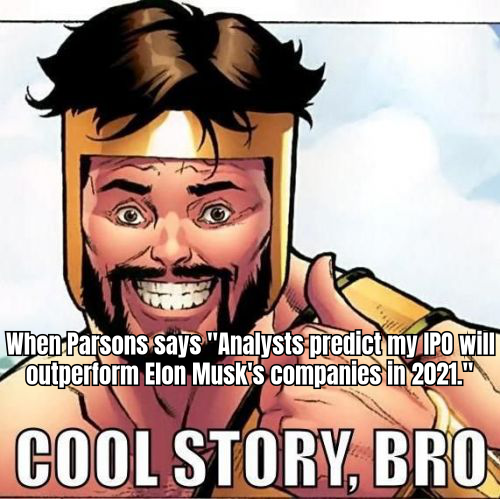 When Parsons says "Analysts predict my IPO will
outperform Elon Musk's companies in 2021."
COOL STORY, BRO